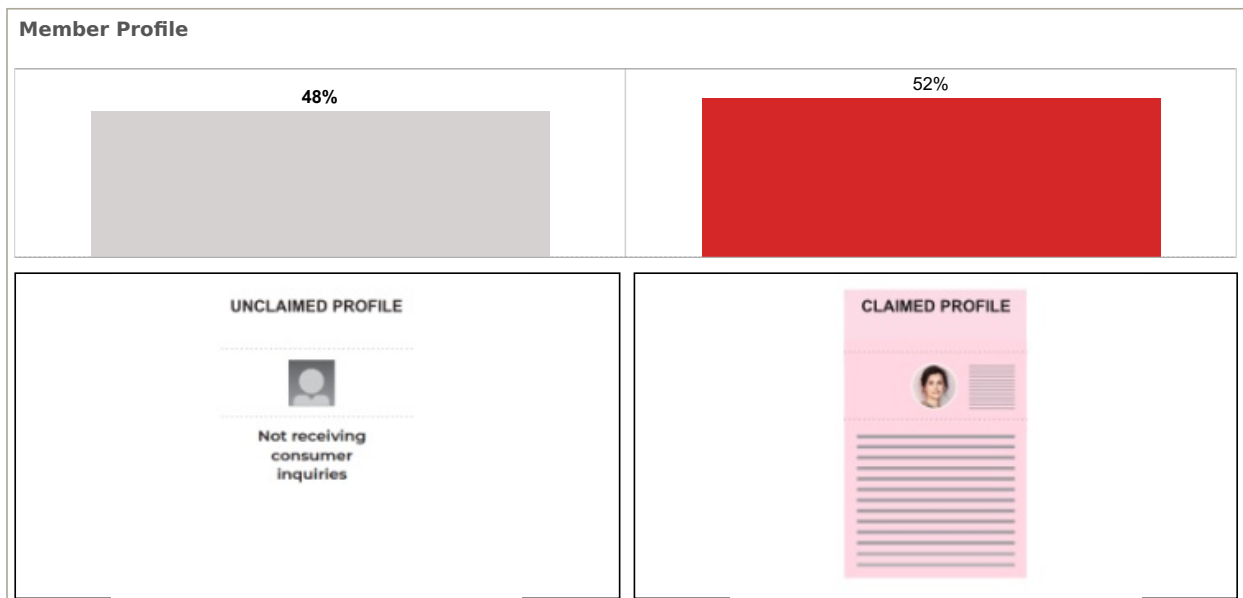 Member Profile
48%
52%
UNCLAIMED PROFILE
Not receiving
consumer
inquiries
CLAIMED PROFILE